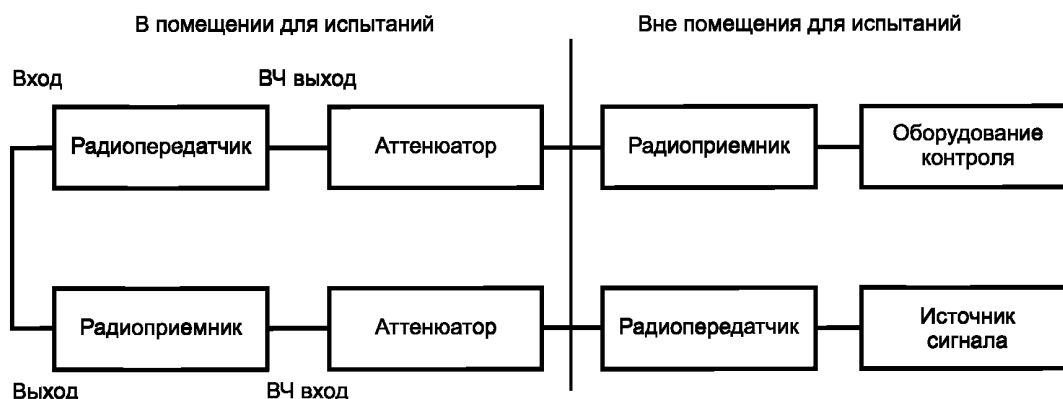 В помещении для испытаний
Вне помещения для испытаний
Вход
ВЧ выход
Радиопередатчик
Аттенюатор
Радиоприемник
Оборудование
контроля
Радиоприемник
Аттенюатор
Радиопередатчик
Источник
сигнала
Выход
ВЧ вход